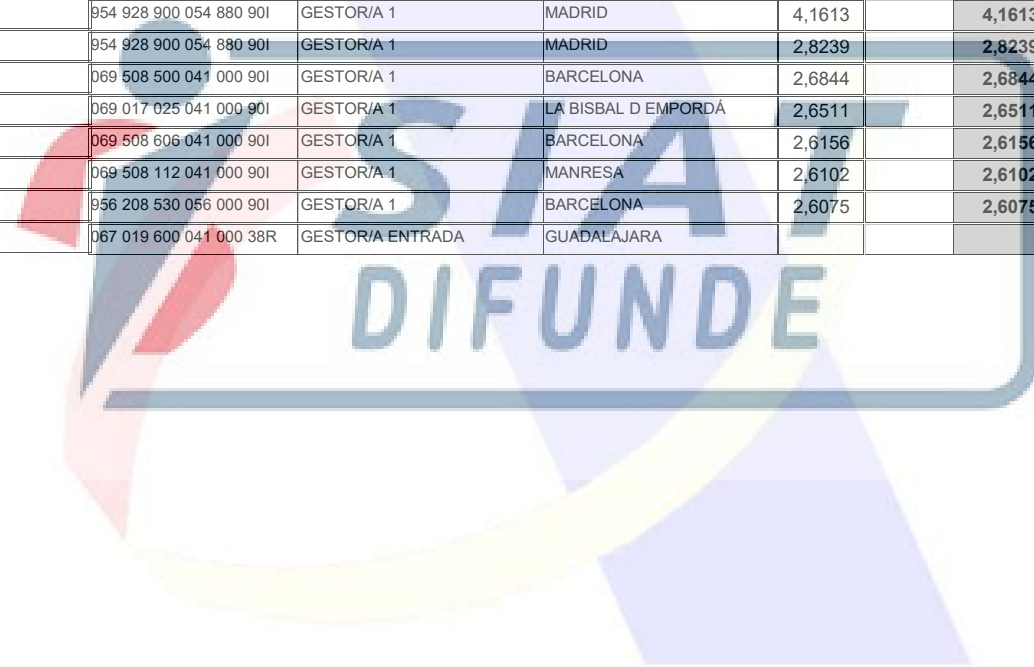 954 928 900 054 880 90I GESTOR/A 1 MADRID 4,1613 4,1613
954 928 900 054 880 90I GESTOR/A 1 MADRID 2,8239 2,8239
069 508 500 041 000 90I GESTOR/A 1 BARCELONA 2,6844 2,6844
069 017 025 041 000 90I GESTOR/A 1 LA BISBAL D EMPORDÁ 2,6511 2,6511
069 508 606 041 000 90I GESTOR/A 1 BARCELONA 2,6156 2,6156
069 508 112 041 000 90I GESTOR/A 1 MANRESA 2,6102 2,6102
956 208 530 056 000 90I GESTOR/A 1 BARCELONA 2,6075 2,6075
067 019 600 041 000 38R GESTOR/A ENTRADA GUADALAJARA
SIAT
DIFUNDE